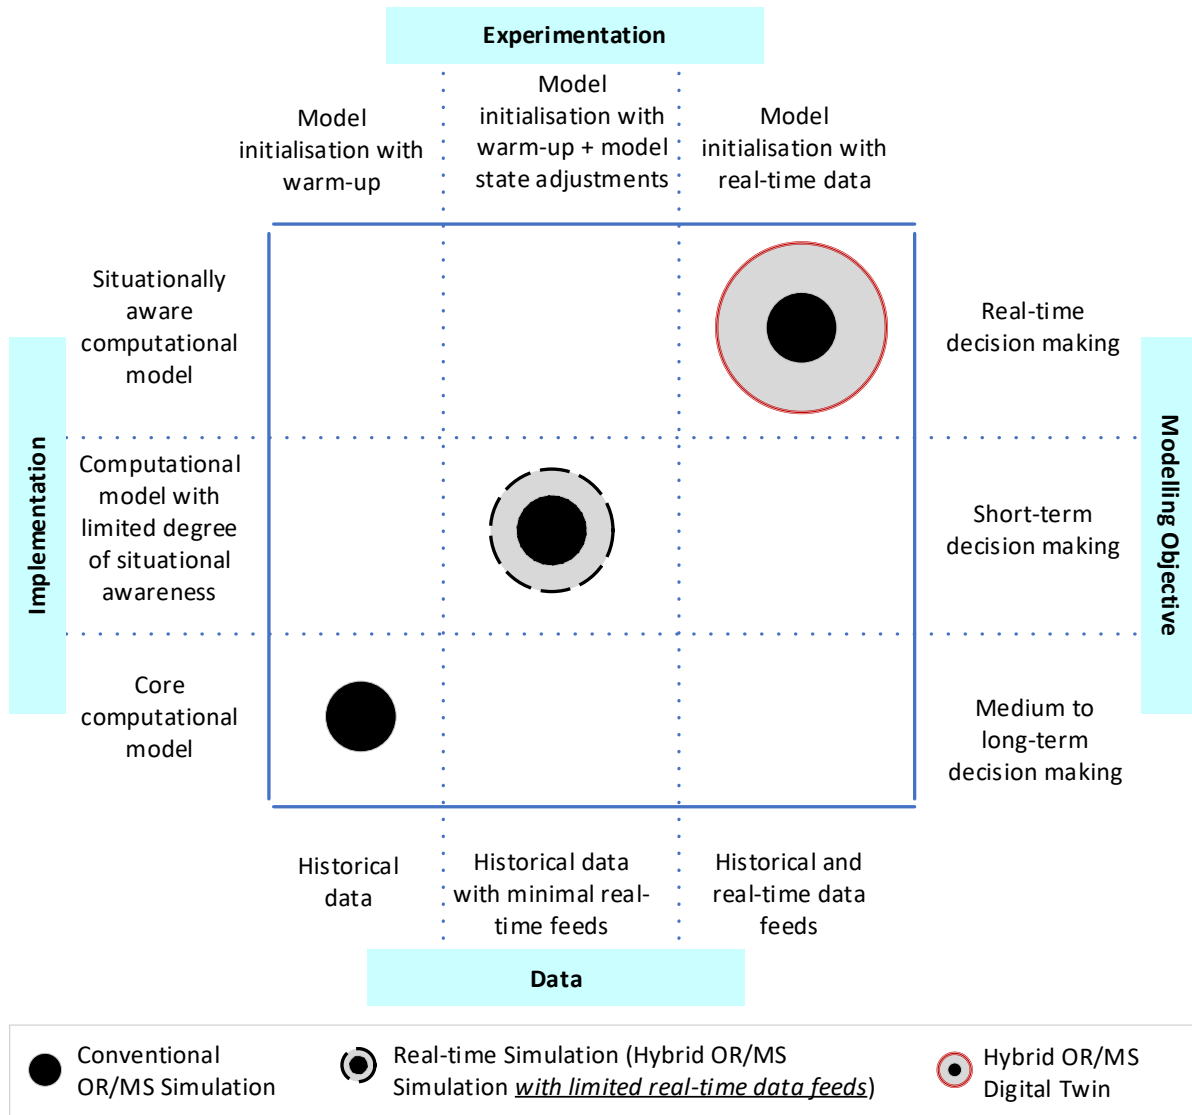 Experimentation
Model
initialisation with
warm-up
Model
initialisation with
warm-up + model
state adjustments
Model
initialisation with
real-time data
Implementation
Situationally
aware
computational
model
Real-time
decision making
Computational
model with
limited degree
of situational
awareness
Short-term
decision making
Core
computational
model
Medium to
long-term
decision making
Modelling Objective
Historical
data
Historical data
with minimal real-
time feeds
Historical and
real-time data
feeds
Data
Conventional
OR/MS Simulation
Real-time Simulation (Hybrid OR/MS
Simulation with limited real-time data feeds)
Hybrid OR/MS
Digital Twin